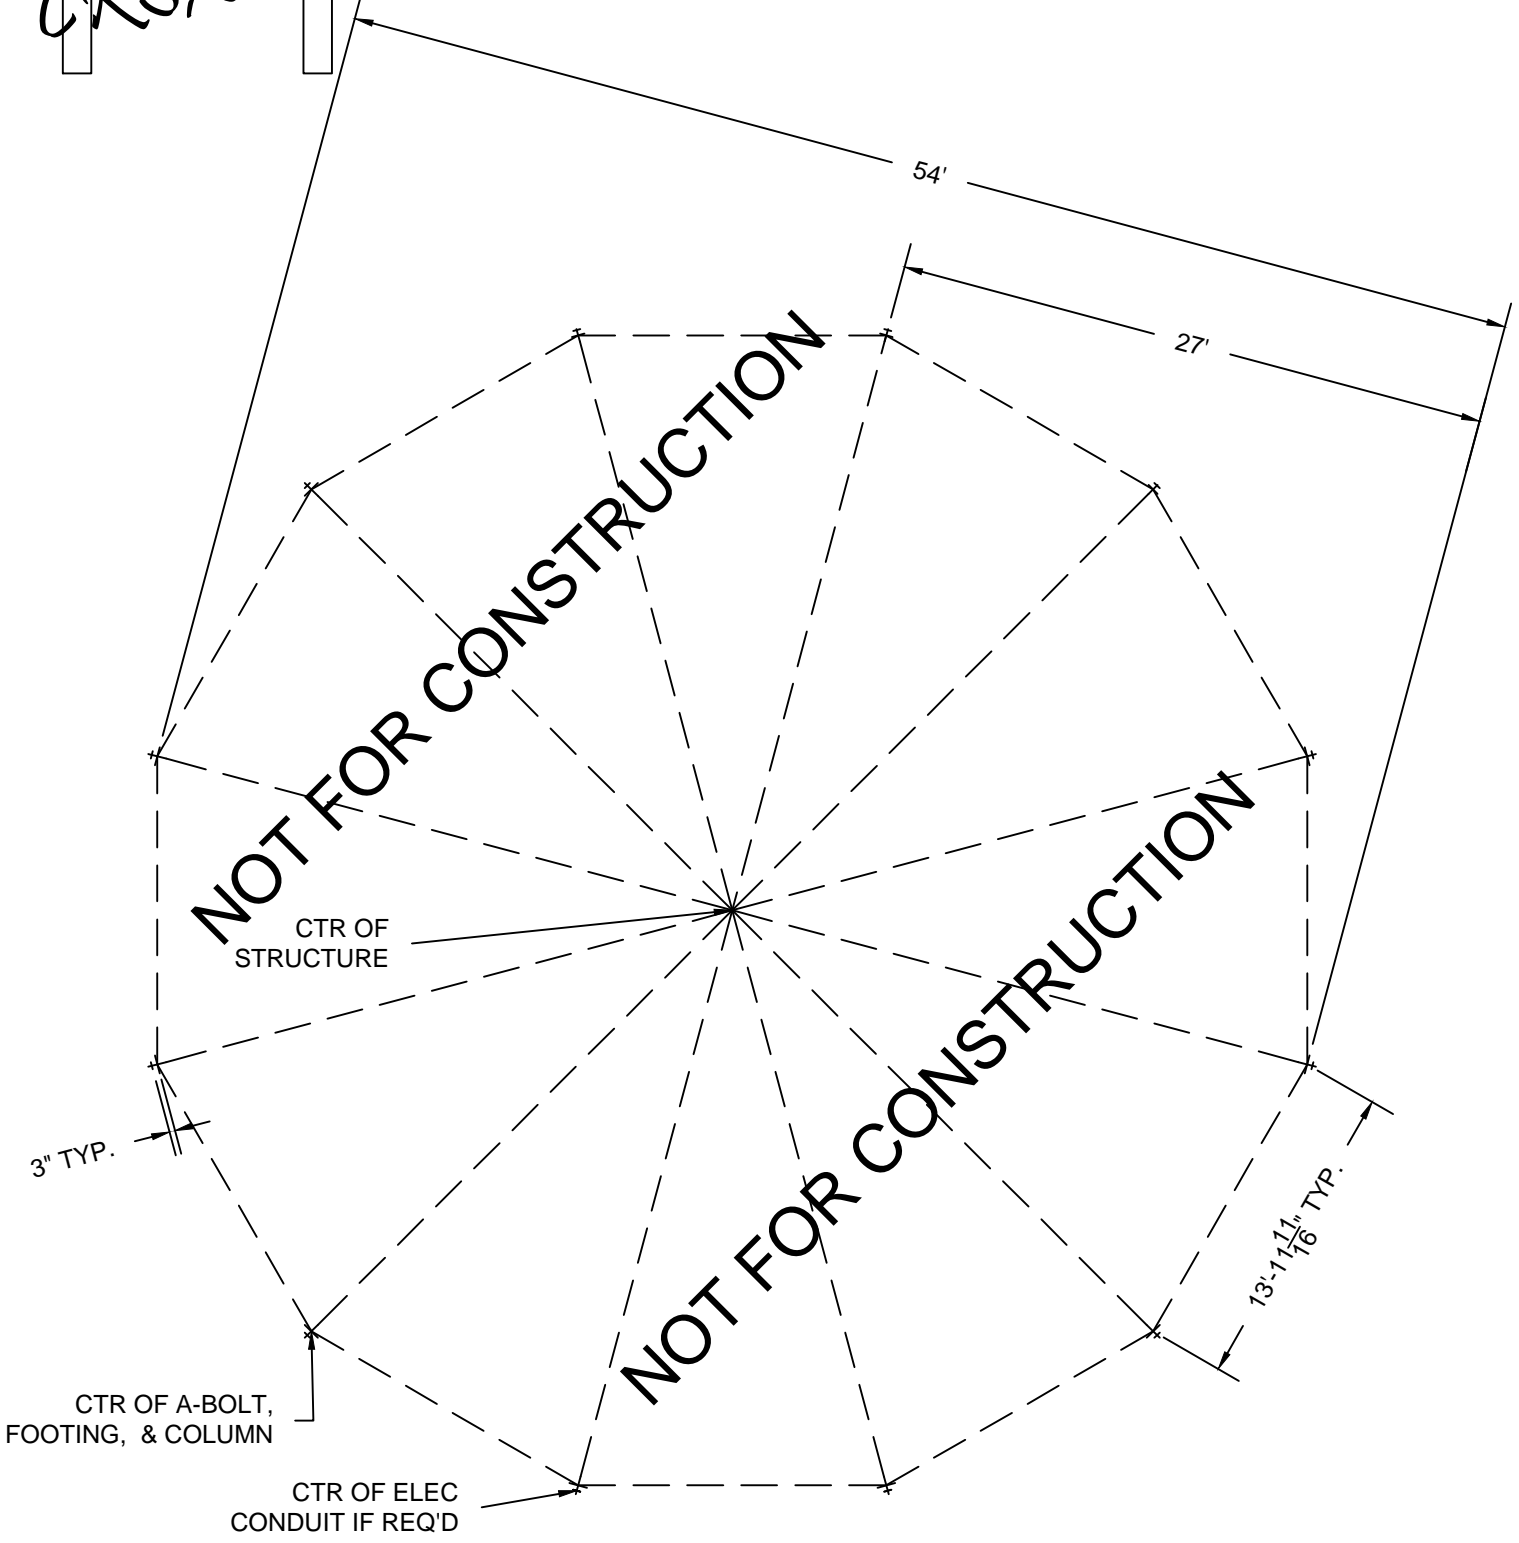 54'
27'
NOT FOR CONSTRUCTION
CTR OF
STRUCTURE
NOT FOR CONSTRUCTION
3" TYP.
13'-11 11/16" TYP.
CTR OF A-BOLT,
FOOTING, & COLUMN
CTR OF ELEC
CONDUIT IF REQ'D